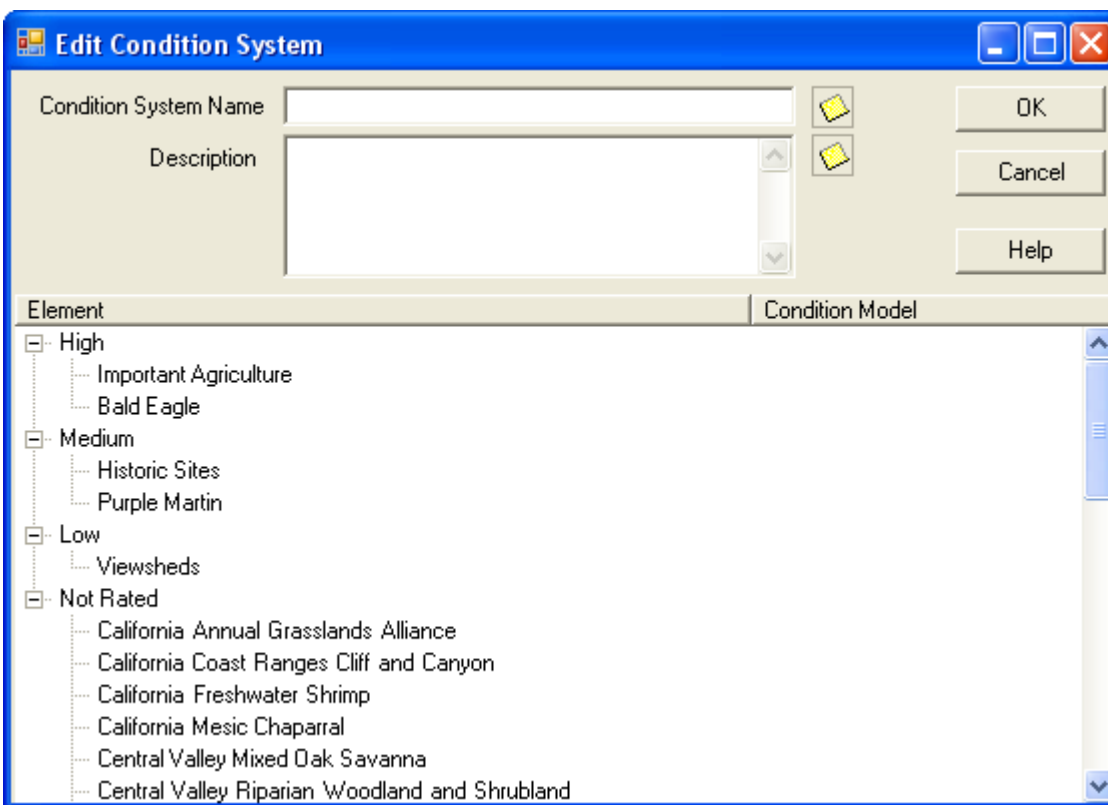 Edit Condition System
Condition System Name
OK
Description
Cancel
Help
Element Condition Model
High
Important Agriculture
Bald Eagle
Medium
Historic Sites
Purple Martin
Low
Viewsheds
Not Rated
California Annual Grasslands Alliance
California Coast Ranges Cliff and Canyon
California Freshwater Shrimp
California Mesic Chaparral
Central Valley Mixed Oak Savanna
Central Valley Riparian Woodland and Shrubland